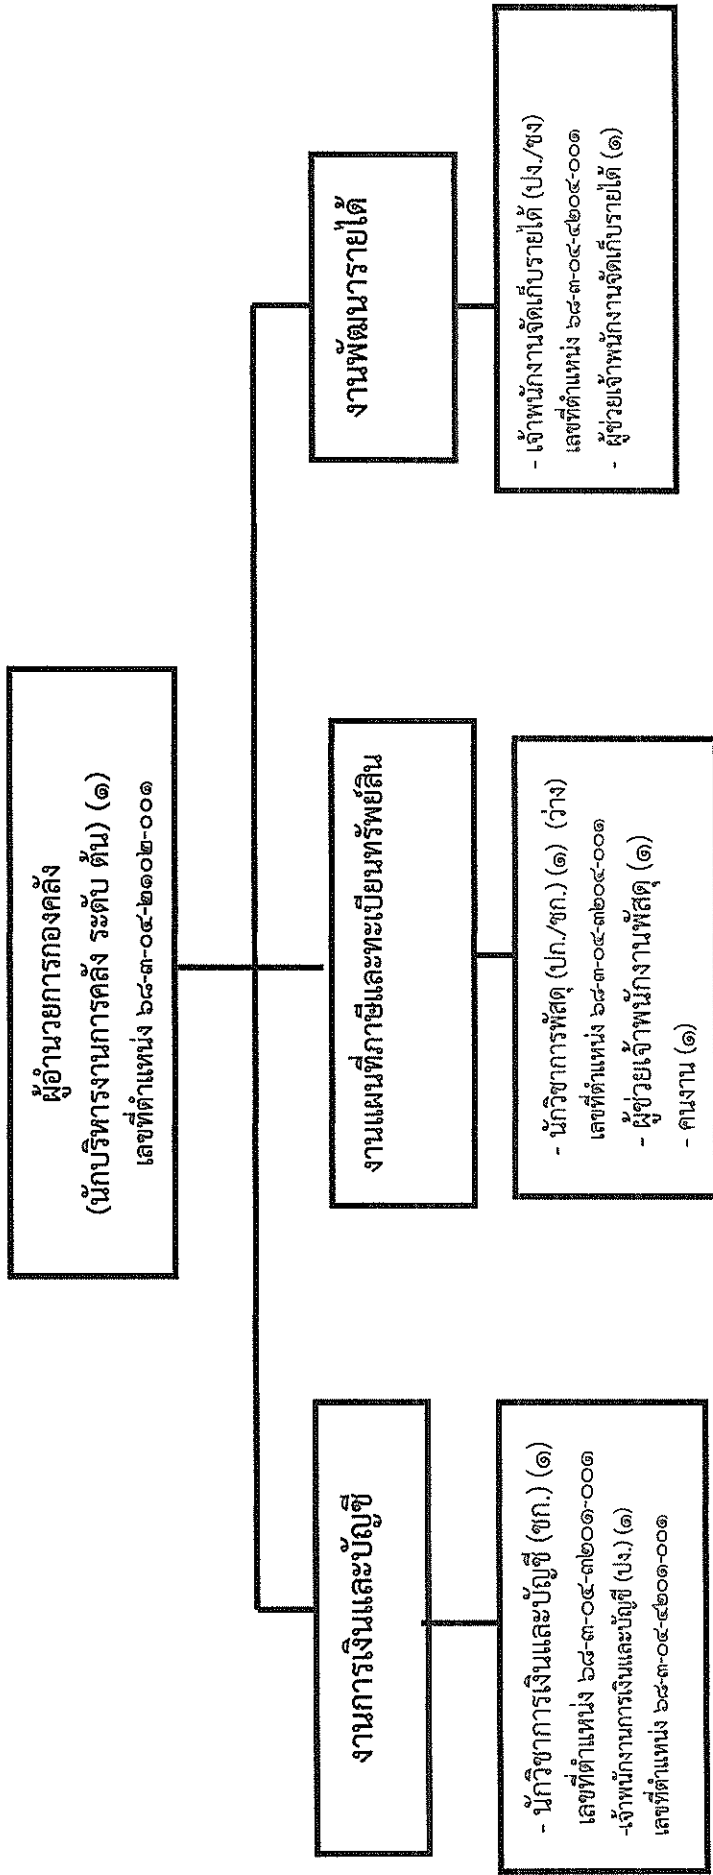 ผู้อำนวยการกองคลัง
(นักบริหารงานการคลัง ระดับ ต้น) (๑)
เลขที่ตำแหน่ง ๖๘-๓-๐๔-๒๑๐๒-๐๐๑
งานการเงินและบัญชี
- นักวิชาการเงินและบัญชี (ชก.) (๑)
เลขที่ตำแหน่ง ๖๘-๓-๐๔-๓๒๐๑-๐๐๑
-เจ้าพนักงานการเงินและบัญชี (ปง.) (๑)
เลขที่ตำแหน่ง ๖๘-๓-๐๔-๔๒๐๑-๐๐๑
งานแผนที่ภาษีและทะเบียนทรัพย์สิน
- นักวิชาการพัสดุ (ปก./ชก.) (๑) (ว่าง)
เลขที่ตำแหน่ง ๖๘-๓-๐๔-๓๒๐๔-๐๐๑
- ผู้ช่วยเจ้าพนักงานพัสดุ (๑)
- คนงาน (๑)
งานพัฒนารายได้
- เจ้าพนักงานจัดเก็บรายได้ (ปง./ชง)
เลขที่ตำแหน่ง ๖๘-๓-๐๔-๔๒๐๔-๐๐๑
- ผู้ช่วยเจ้าพนักงานจัดเก็บรายได้ (๑)